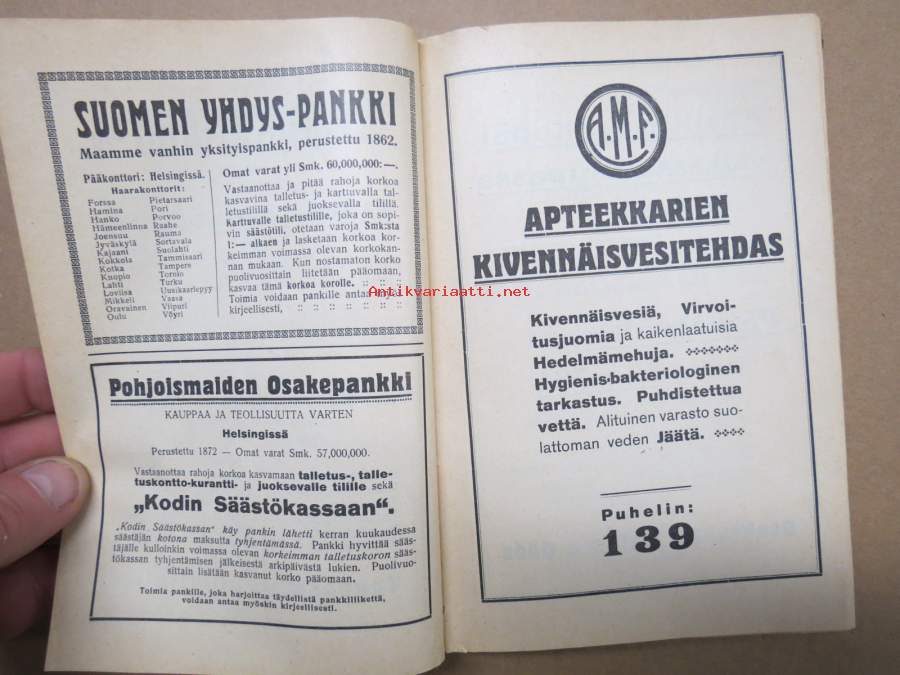 SUOMEN YHDYS-PANKKI
Maamme vanhin yksityispankki, perustettu 1862.
Pääkonttori: Helsingissä.
Haarakonttorit:
Forssa Pietarsaari
Hamina Pori
Hanko Porvoo
Hämeenlinna Raahe
Joensuu Rauma
Jyväskylä Sortavala
Kajaani Suolahti
Kokkola Tammisaari
Kotka Tampere
Kuopio Tornio
Lahti Turku
Loviisa Uusikaarlepyy
Mikkeli Vaasa
Oravainen Viipuri
Oulu Vöyri
Omat varat yli Smk. 60,000,000:—.
Vastaanottaa ja pitää rahoja korkoa
kasvavina talletus- ja karttuvalla tal-
letustilillä sekä juoksevalla tilillä.
Karttuvalle talletustilille, joka on sopi-
vin säästötili, otetaan varoja Smk:sta
1:— alkaen ja lasketaan korkoa kor-
keimman voimassa olevan korkokan-
nan mukaan. Kun nostamaton korko
puolivuosittain liitetään pääomaan,
kasvaa tämä korkoa korolle. :: :: :: ::
Toimia voidaan pankille antaa
kirjeellisesti, :: :: :: :: :: ::
Pohjoismaiden Osakepankki
KAUPPAA JA TEOLLISUUTTA VARTEN
Helsingissä
Perustettu 1872 — Omat varat Smk. 57,000,000.
Vastaanottaa rahoja korkoa kasvamaan talletus-, talle-
tuskontto-kurantti- ja juoksevalle tilille sekä
„Kodin Säästökassaan“.
„Kodin Säästökassan“ käy pankin lähetti kerran kuukaudessa
säästäjän kotona maksutta tyhjentämässä. Pankki hyvittää sääs-
täjälle kulloinkin voimassa olevan korkeimman talletuskoron sääs-
tökassan tyhjentämisen jälkeisestä arkipäivästä lukien. Puolivuo-
sittain lisätään kasvanut korko pääomaan.
Toimia pankille, joka harjoittaa täydellistä pankkiliikettä,
voidaan antaa myöskin kirjeellisesti.
A.M.F.
APTEEKKARIEN
KIVENNÄISVESITEHDAS
Kivennäisvesiä, Virvoi-
tusjuomia ja kaikenlaatuisia
Hedelmämehuja.
Hygienis-bakteriologinen
tarkastus. Puhdistettua
vettä. Alituinen varasto suo-
lattoman veden Jäätä.
Puhelin:
139
Antikvariaatti.net